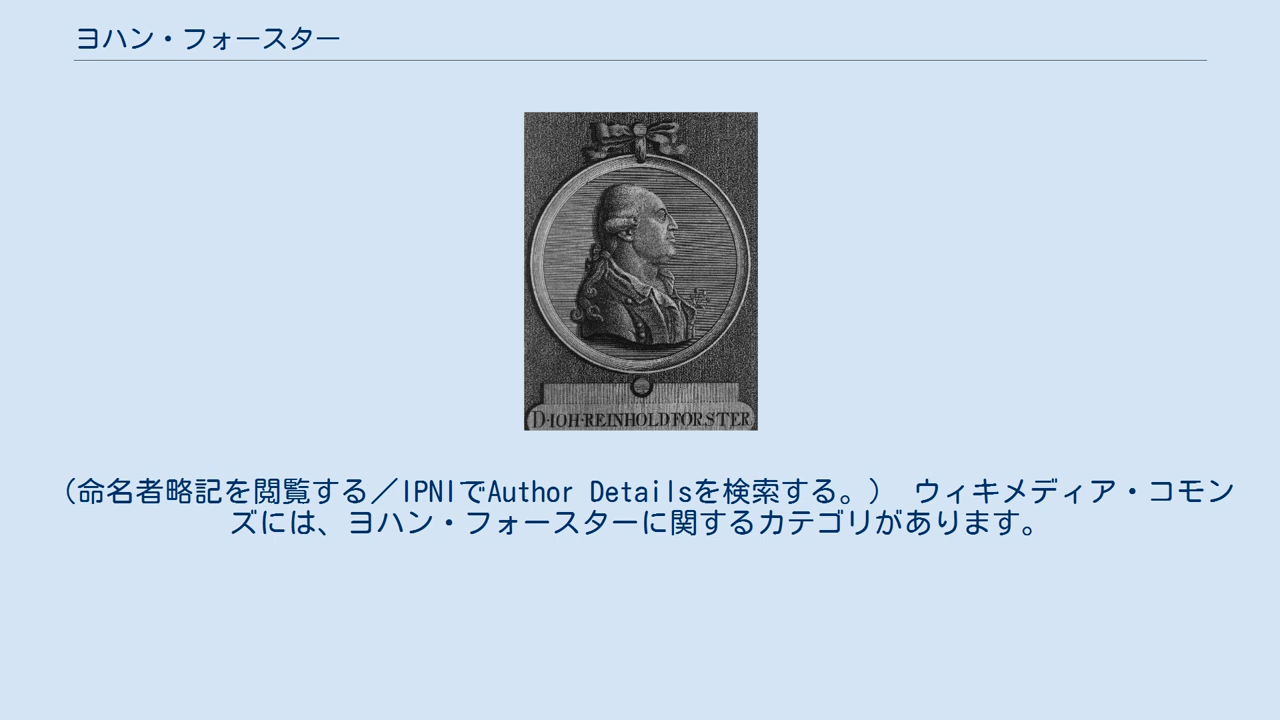 ヨハン・フォースター
D·IOH·REINHOLD FORSTER
（命名者略記を閲覧する／IPNIでAuthor Detailsを検索する。） ウィキメディア・コモン
ズには、ヨハン・フォースターに関するカテゴリがあります。